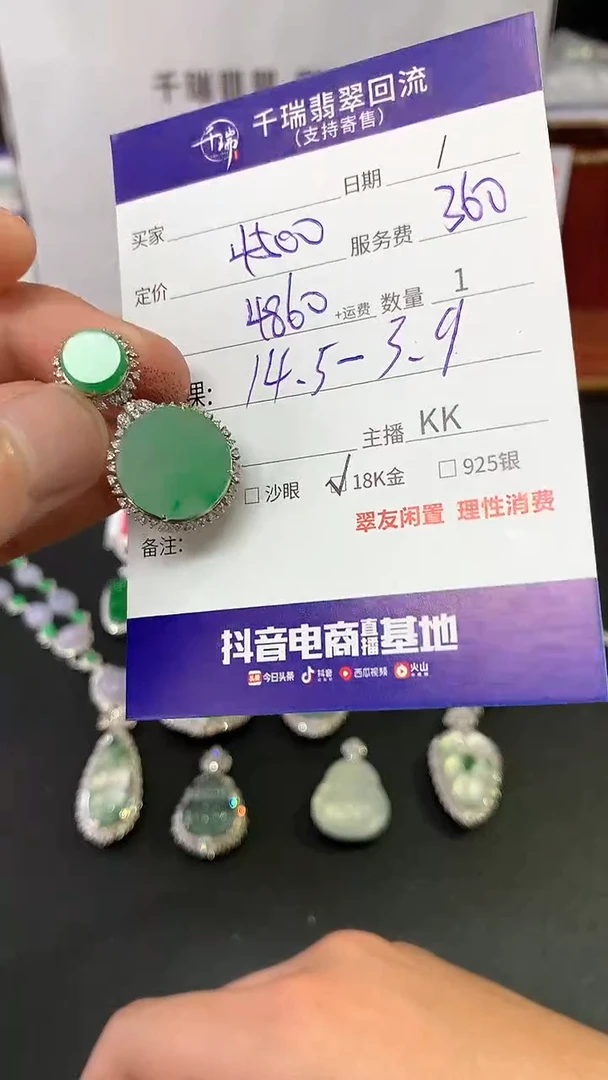 千瑞翡翠
千瑞
千瑞翡翠回流
(支持寄售)
买家 日期 /
定价 4500 服务费 360
4860 +运费 数量 1
果: 14.5-3.9
主播 KK
□沙眼 ☑18K金 □925银
翠友闲置 理性消费
备注:
抖音电商直播基地
头条 今日头条 抖音 西瓜视频 火山